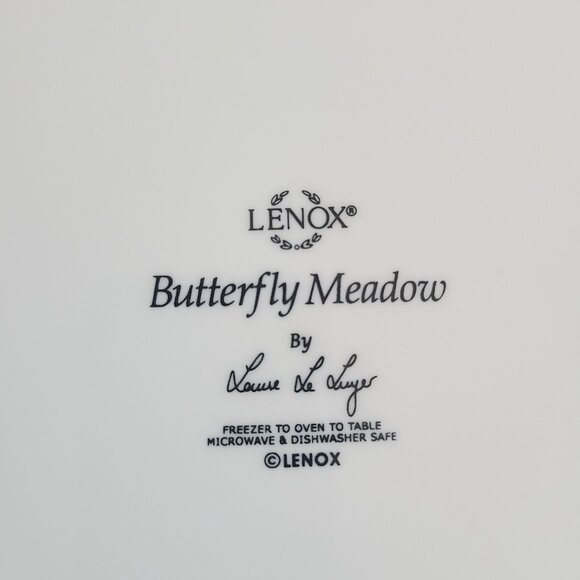 LENOX®
Butterfly Meadow
By
Louise Le Luyer
FREEZER TO OVEN TO TABLE
MICROWAVE & DISHWASHER SAFE
©LENOX